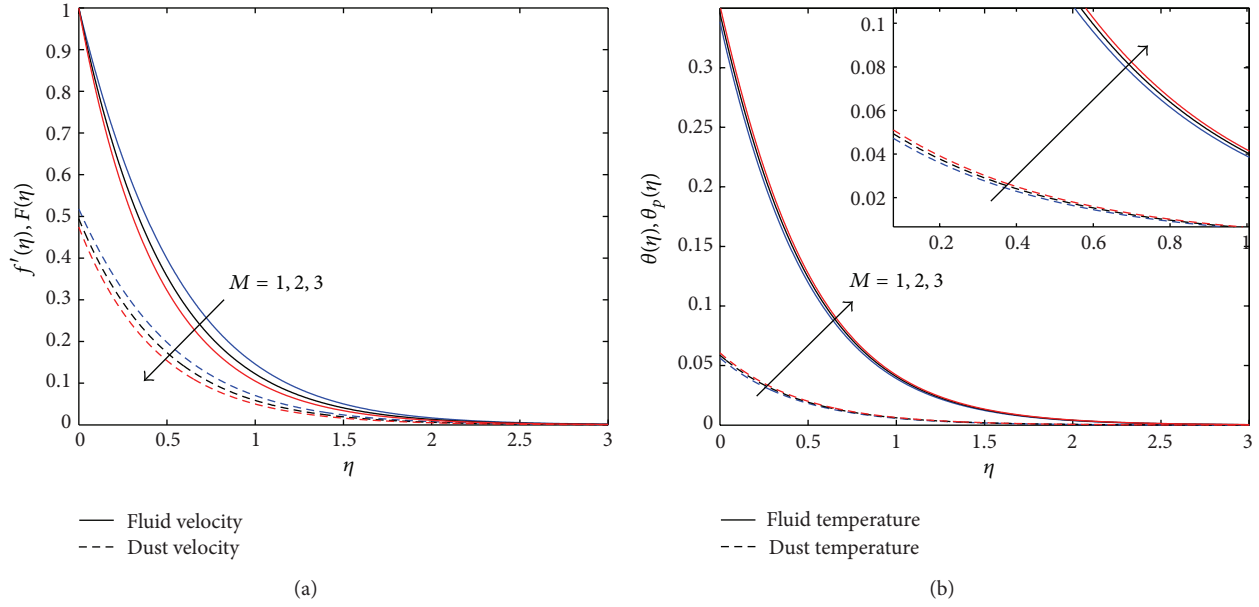 1
0.9
0.8
0.7
0.6
0.5
0.4
0.3
0.2
0.1
0
f′(η), F(η)
M = 1, 2, 3
0 0.5 1 1.5 2 2.5 3
η
Fluid velocity
Dust velocity
(a)
0.35
0.3
0.25
0.2
0.15
0.1
0.05
0
θ(η), θp(η)
0.1
0.08
0.06
0.04
0.02
0.2 0.4 0.6 0.8 1
M = 1, 2, 3
0 0.5 1 1.5 2 2.5 3
η
Fluid temperature
Dust temperature
(b)